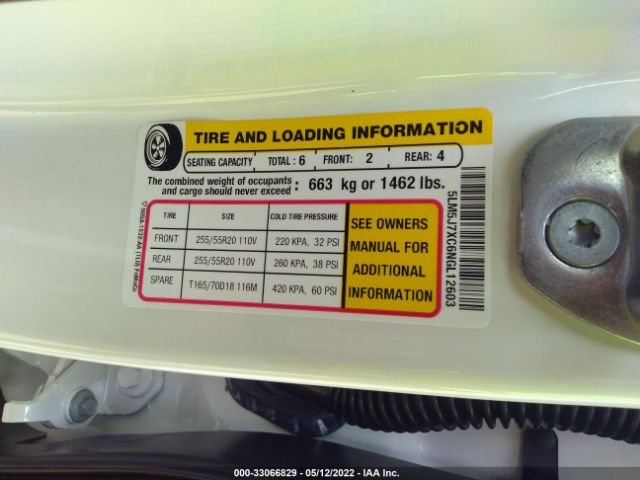 TIRE AND LOADING INFORMATION
SEATING CAPACITY TOTAL : 6 FRONT: 2 REAR: 4
The combined weight of occupants and cargo should never exceed : 663 kg or 1462 lbs.
TIRE SIZE COLD TIRE PRESSURE
FRONT 255/55R20 110V 220 KPA, 32 PSI
REAR 255/55R20 110V 260 KPA, 38 PSI
SPARE T165/70D18 116M 420 KPA, 60 PSI
SEE OWNERS
MANUAL FOR
ADDITIONAL
INFORMATION
5LM5J7XC6NGL12603
000-33066829 - 05/12/2022 - IAA Inc.